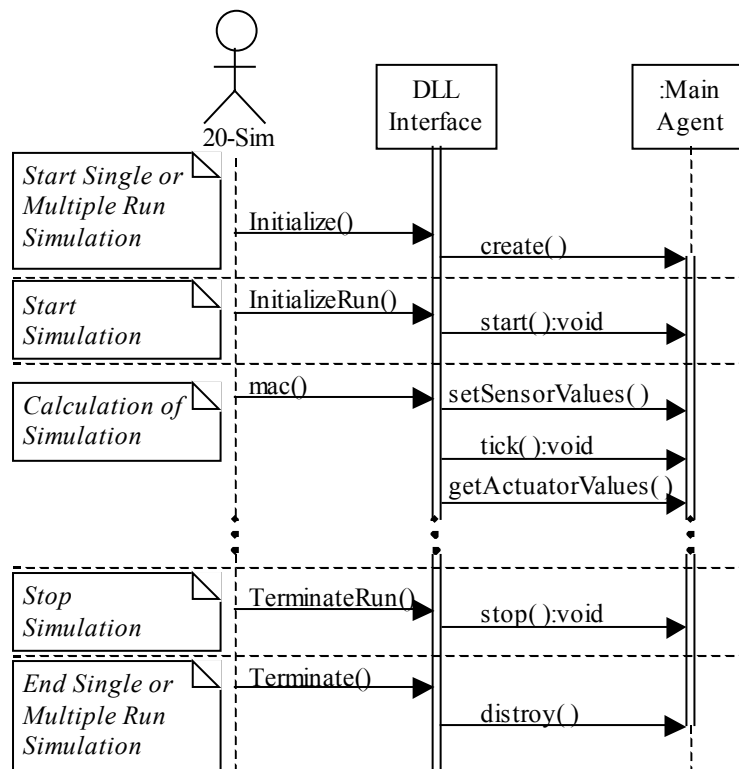 DLL
Interface
:Main
Agent
20-Sim
Start Single or
Multiple Run
Simulation
Initialize()
create( )
Start
Simulation
InitializeRun()
start( ):void
Calculation of
Simulation
mac()
setSensorValues( )
tick( ):void
getActuatorValues( )
Stop
Simulation
TerminateRun()
stop( ):void
End Single or
Multiple Run
Simulation
Terminate()
distroy( )